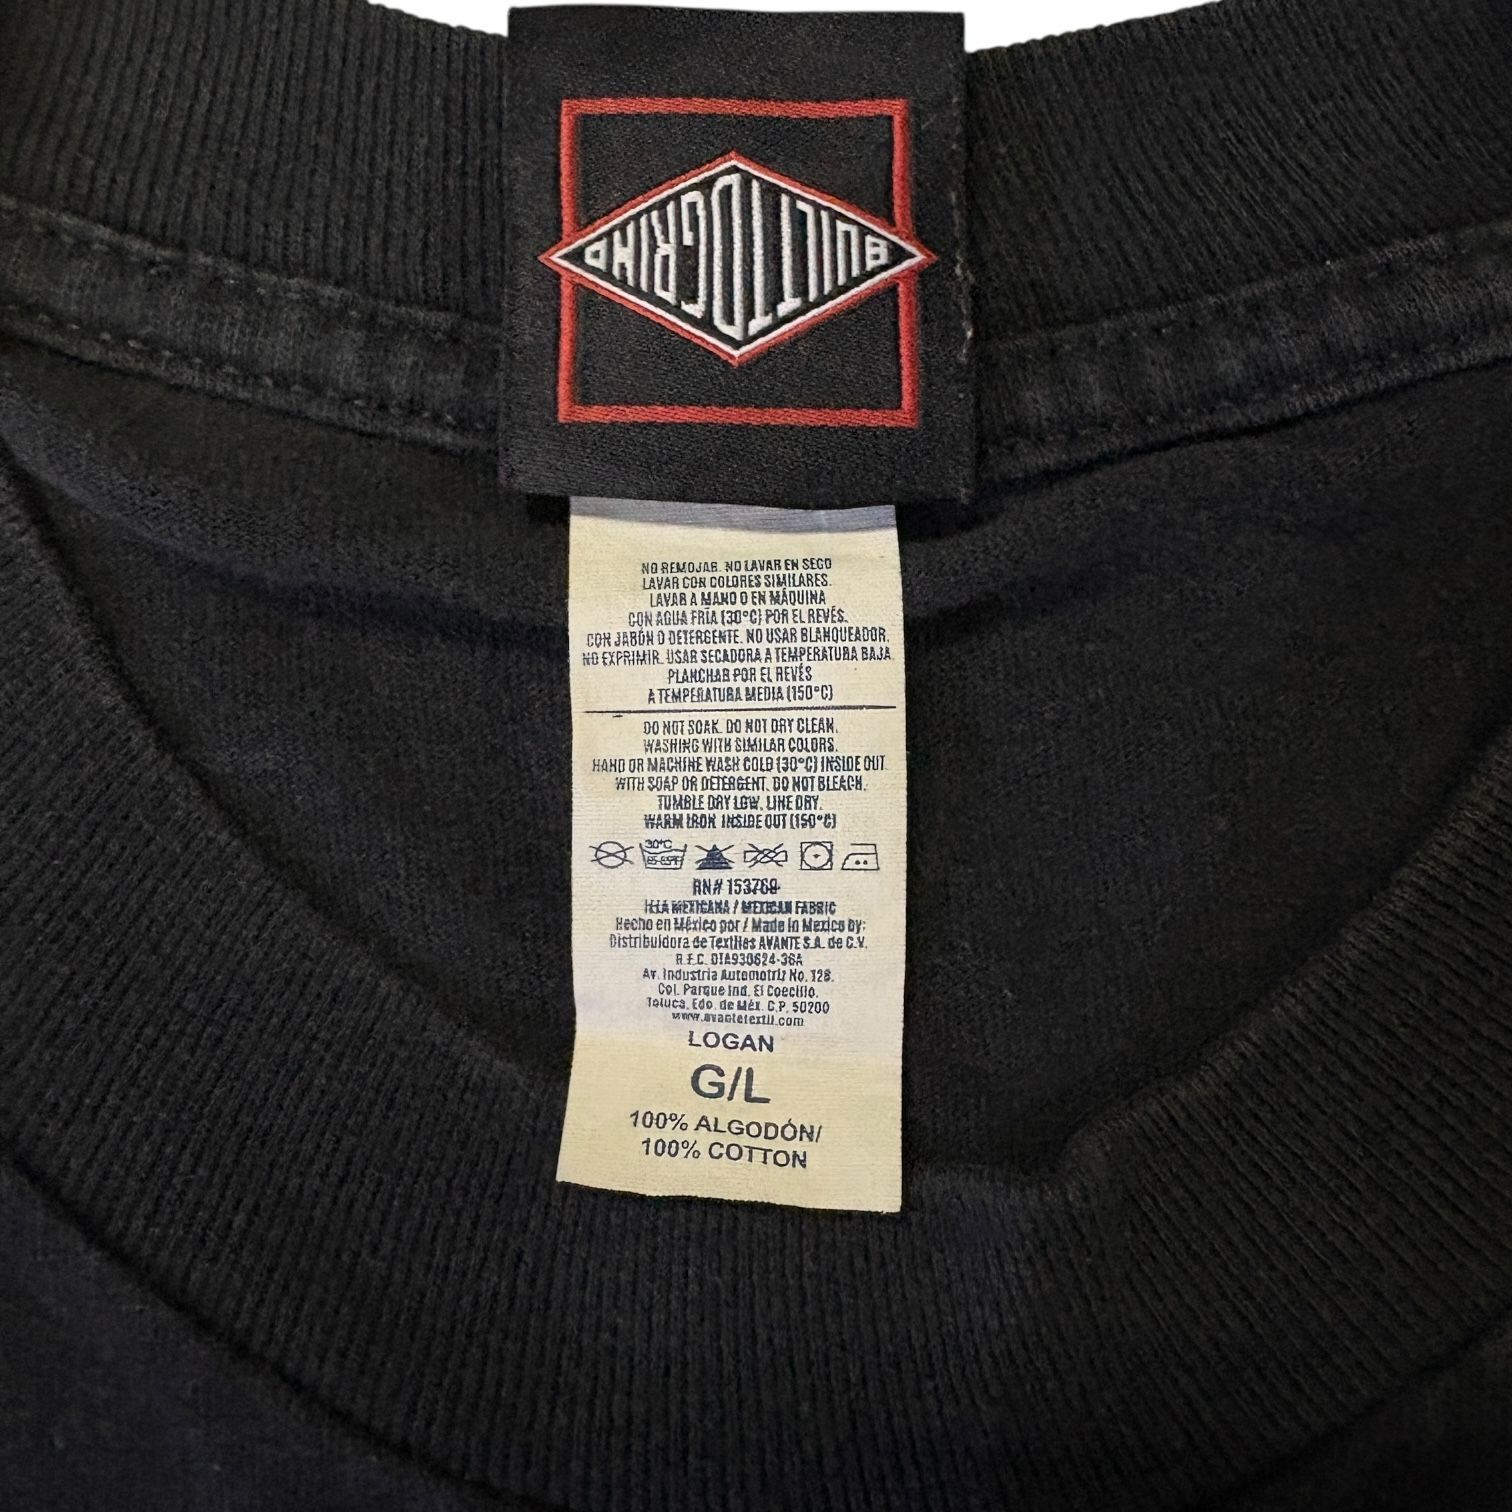 BUILT TO GRIND
NO REMOJAR. NO LAVAR EN SECO
LAVAR CON COLORES SIMILARES.
LAVAR A MANO O EN MÁQUINA
CON AGUA FRÍA (30°C) POR EL REVÉS.
CON JABÓN O DETERGENTE. NO USAR BLANQUEADOR.
NO EXPRIMIR. USAR SECADORA A TEMPERATURA BAJA.
PLANCHAR POR EL REVÉS
A TEMPERATURA MEDIA (150°C)
DO NOT SOAK. DO NOT DRY CLEAN.
WASHING WITH SIMILAR COLORS.
HAND OR MACHINE WASH COLD (30°C) INSIDE OUT
WITH SOAP OR DETERGENT. DO NOT BLEACH.
TUMBLE DRY LOW. LINE DRY.
WARM IRON INSIDE OUT (150°C)
30°C
RN# 153769
MEXICANA / MEXICAN FABRIC
Hecho en México por / Made in Mexico by:
Distribuidora de Textiles AVANTE S.A. de C.V.
R.F.C. DTA930624-36A
Av. Industria Automotriz No. 128.
Col. Parque Ind. El Coecillo.
Toluca. Edo. de Méx. C.P. 50200
www.avantetextil.com
LOGAN
G/L
100% ALGODÓN/
100% COTTON